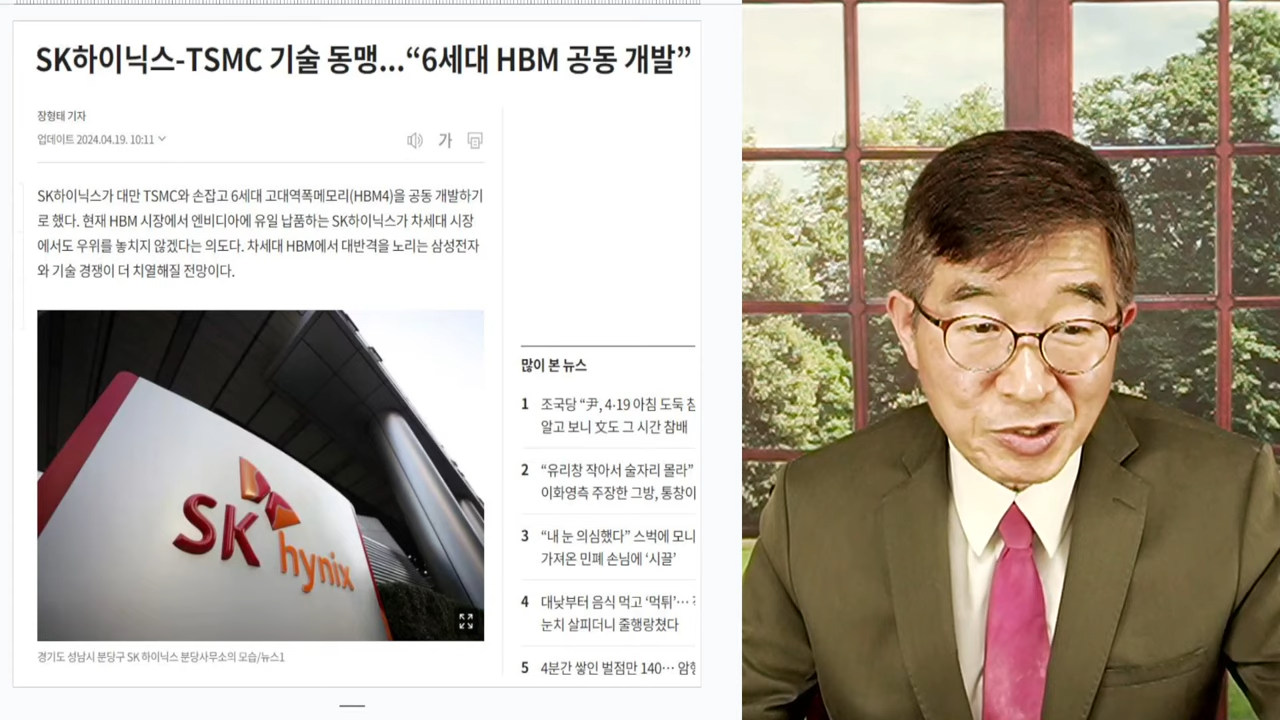 SK하이닉스-TSMC 기술 동맹...“6세대 HBM 공동 개발”
장형태 기자
업데이트 2024.04.19. 10:11
가
SK하이닉스가 대만 TSMC와 손잡고 6세대 고대역폭메모리(HBM4)을 공동 개발하기
로 했다. 현재 HBM 시장에서 엔비디아에 유일 납품하는 SK하이닉스가 차세대 시장
에서도 우위를 놓치지 않겠다는 의도다. 차세대 HBM에서 대반격을 노리는 삼성전자
와 기술 경쟁이 더 치열해질 전망이다.
SK
hynix
경기도 성남시 분당구 SK 하이닉스 분당사무소의 모습/뉴스1
많이 본 뉴스
1 조국당 “尹, 4·19 아침 도둑
알고 보니 文도 그 시간 참배
2 “유리창 작아서 술자리 몰라”
이화영측 주장한 그방, 통창이
3 “내 눈 의심했다” 스벅에 모니
가져온 민폐 손님에 ‘시끌’
4 대낮부터 음식 먹고 ‘먹튀’…
눈치 살피더니 줄행랑쳤다
5 4분간 쌓인 벌점만 140…